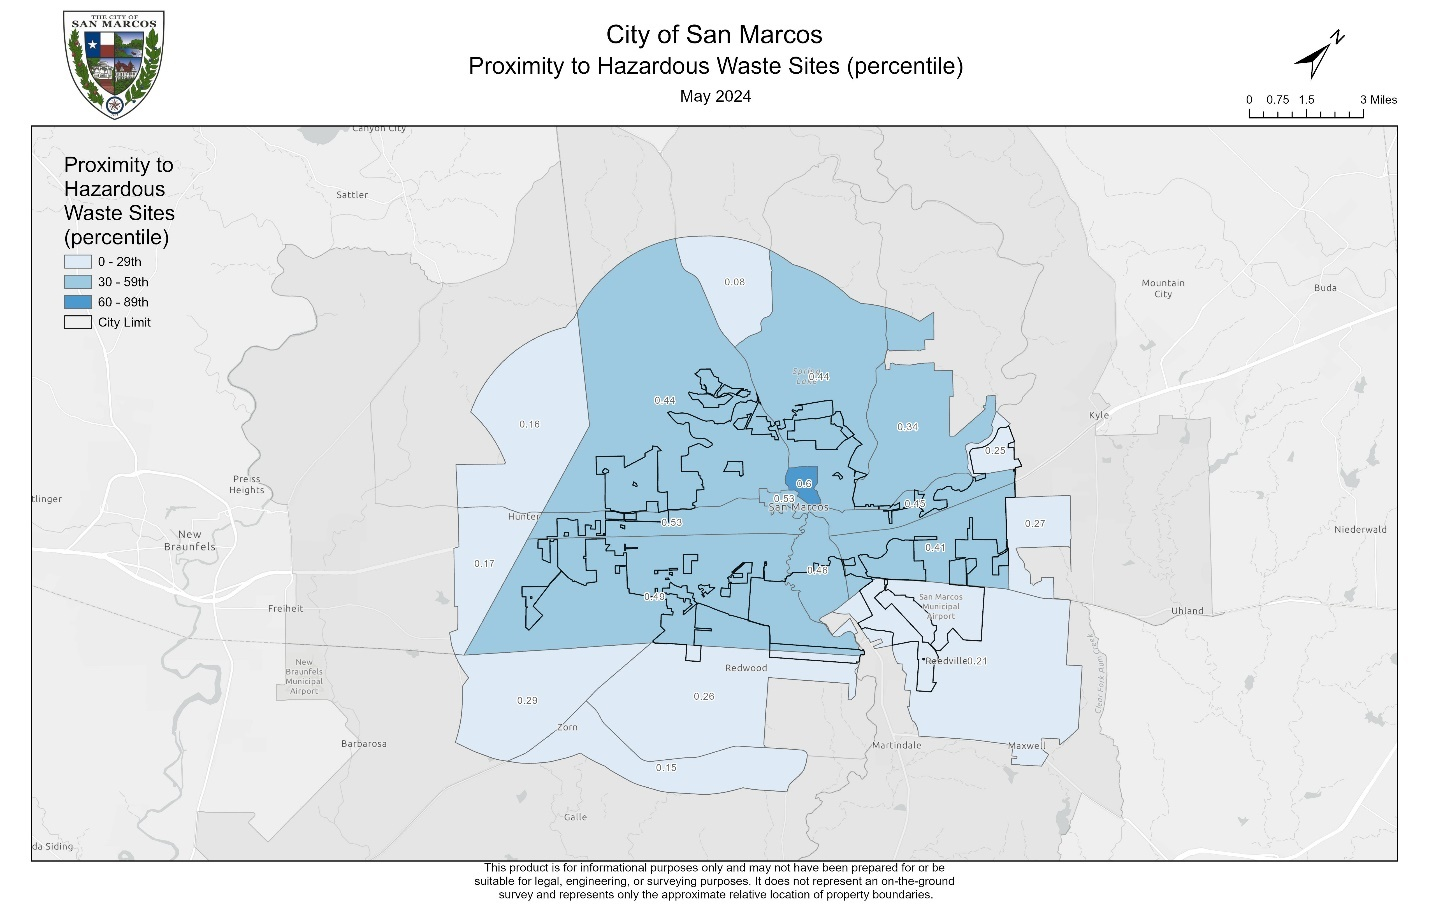 THE CITY OF
SAN MARCOS
City of San Marcos
Proximity to Hazardous Waste Sites (percentile)
May 2024
N
0 0.75 1.5 3 Miles
Proximity to
Hazardous
Waste Sites
(percentile)
0 - 29th
30 - 59th
60 - 89th
City Limit
Canyon City
Sattler
0.08
Mountain
City
Buda
0.44
0.44
0.16
0.34
Kyle
0.25
Preiss
Heights
tlinger
0.6
0.53
San Marcos
0.45
Hunter
0.53
0.27
Niederwald
New
Braunfels
0.41
0.17
0.46
San Marcos
Municipal
Airport
Freiheit
Uhland
Reedville
0.21
New
Braunfels
Municipal
Airport
Redwood
0.29
0.26
Zorn
Barbarosa
Martindale
Maxwell
0.15
Galle
da Siding
This product is for informational purposes only and may not have been prepared for or be
suitable for legal, engineering, or surveying purposes. It does not represent an on-the-ground
survey and represents only the approximate relative location of property boundaries.